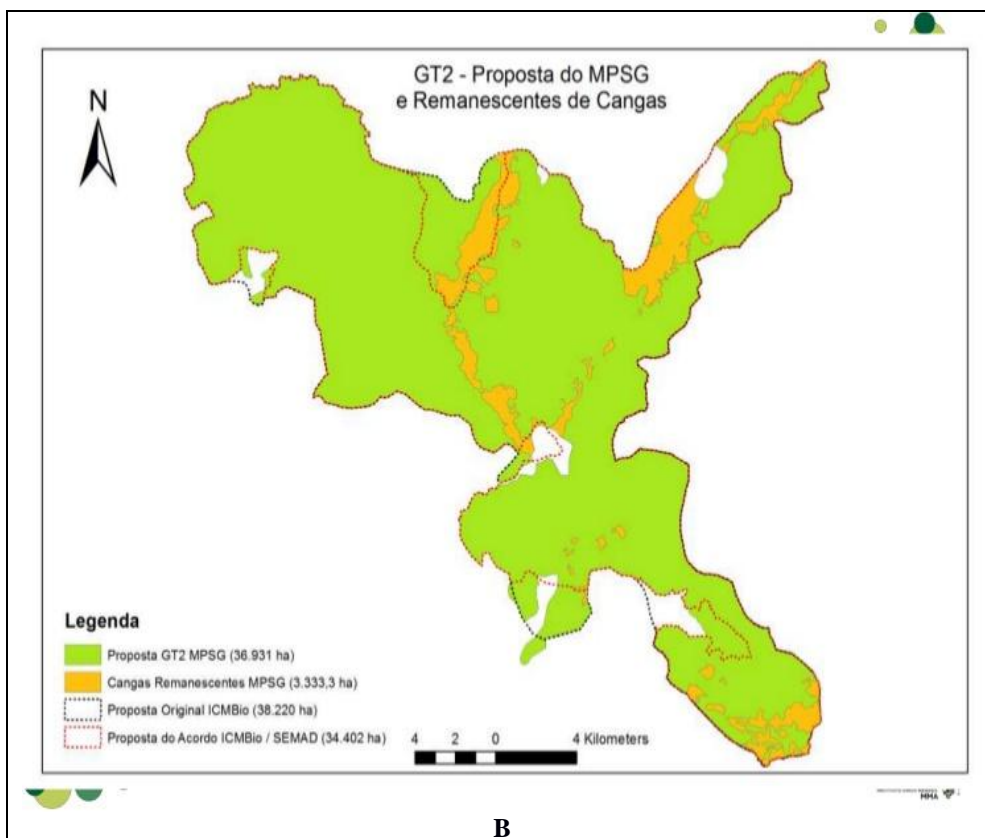 GT2 - Proposta do MPSG
e Remanescentes de Cangas
N
Legenda
Proposta GT2 MPSG (36.931 ha)
Cangas Remanescentes MPSG (3.333,3 ha)
Proposta Original ICMBio (38.220 ha)
Proposta do Acordo ICMBio / SEMAD (34.402 ha)
4 2 0 4 Kilometers
MMA
B